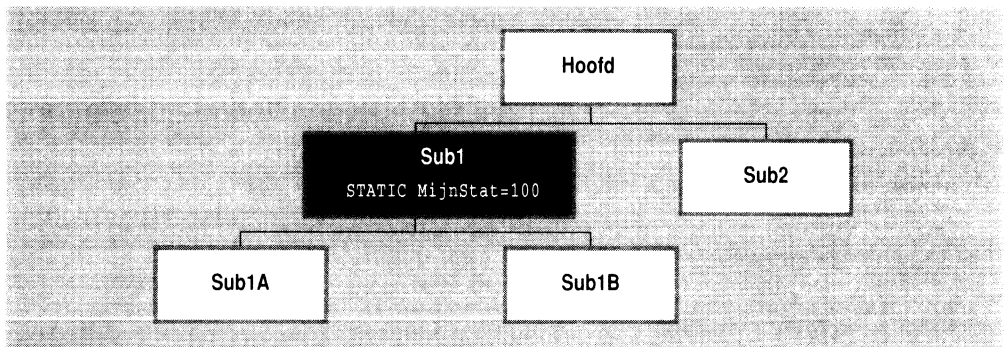 Hoofd
Sub1
STATIC MijnStat=100
Sub2
Sub1A
Sub1B